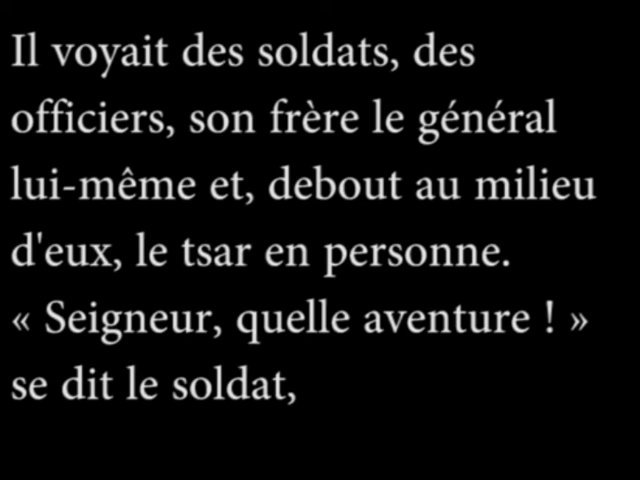 Il voyait des soldats, des
officiers, son frère le général
lui-même et, debout au milieu
d'eux, le tsar en personne.
« Seigneur, quelle aventure ! »
se dit le soldat,